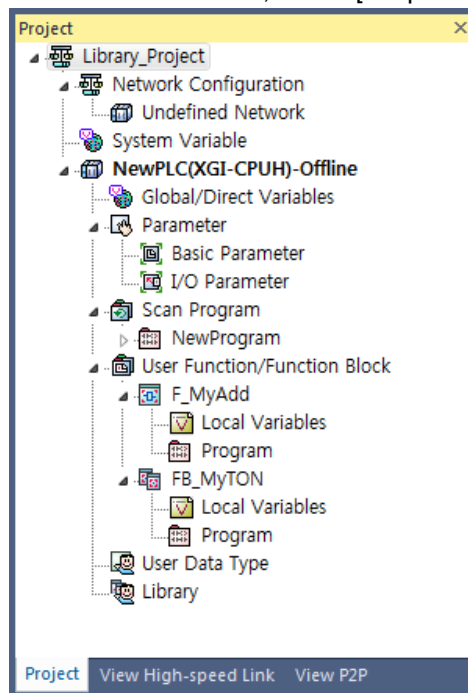 Project
Library_Project
Network Configuration
Undefined Network
System Variable
NewPLC(XGI-CPUH)-Offline
Global/Direct Variables
Parameter
Basic Parameter
I/O Parameter
Scan Program
NewProgram
User Function/Function Block
F_MyAdd
Local Variables
Program
FB_MyTON
Local Variables
Program
User Data Type
Library
Project View High-speed Link View P2P